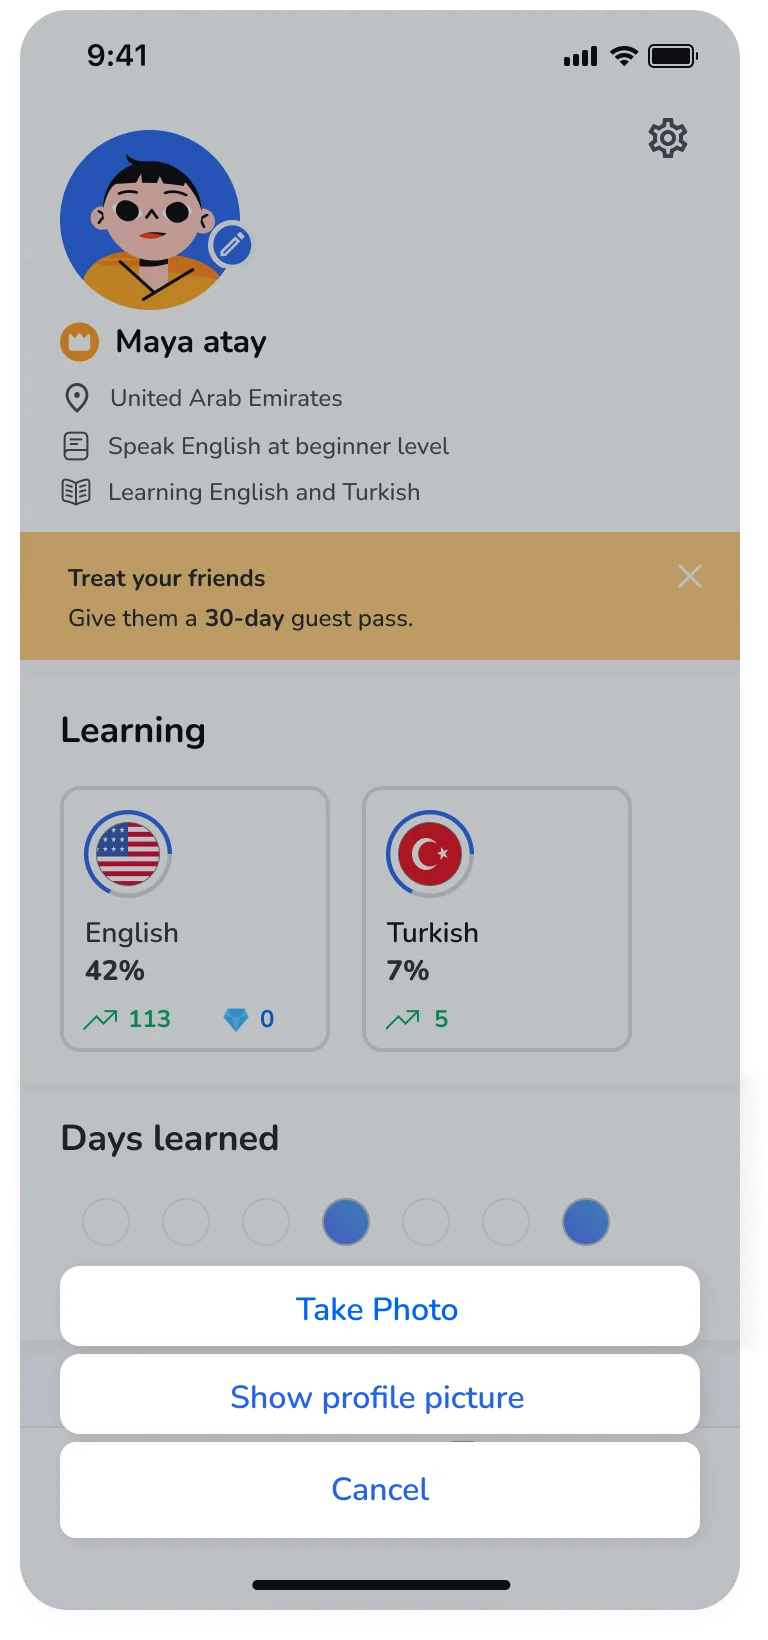 9:41
Maya atay
United Arab Emirates
Speak English at beginner level
Learning English and Turkish
Treat your friends
Give them a 30-day guest pass.
Learning
English
42%
113 0
Turkish
7%
5
Days learned
Take Photo
Show profile picture
Cancel